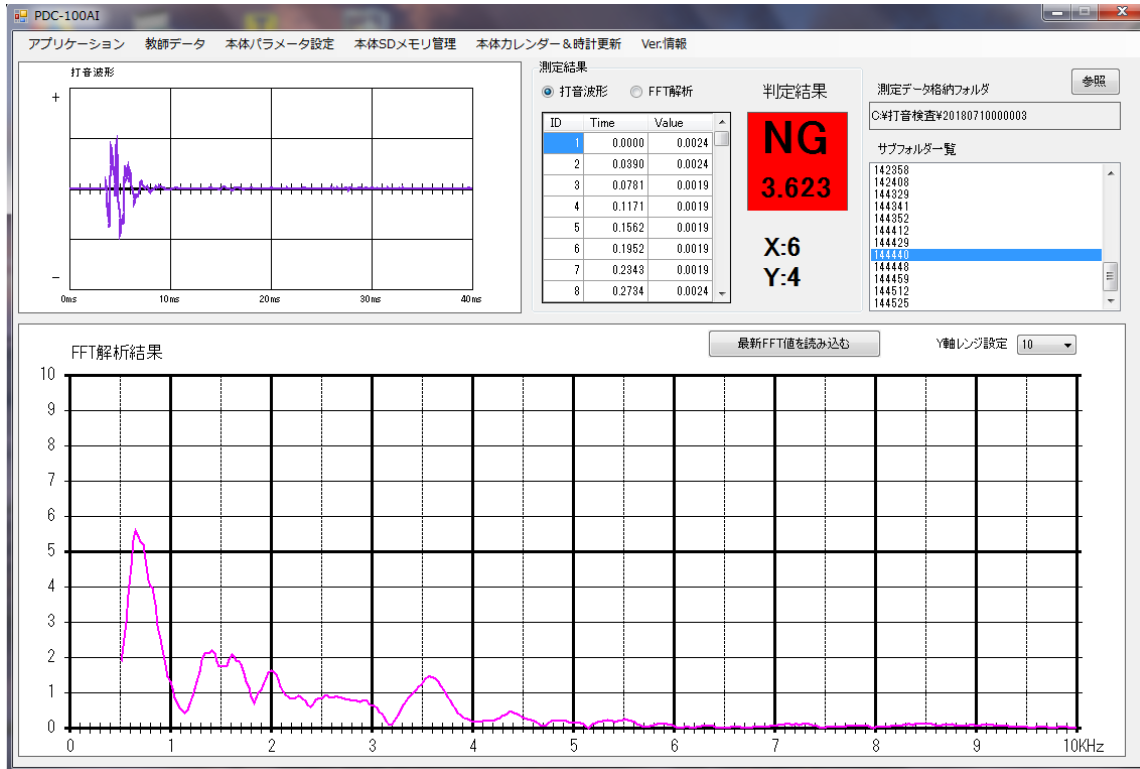 PDC-100AI
アプリケーション 教師データ 本体パラメータ設定 本体SDメモリ管理 本体カレンダー＆時計更新 Ver.情報
打音波形
+
−
0ms 10ms 20ms 30ms 40ms
測定結果
打音波形 FFT解析
ID Time Value
1 0.0000 0.0024
2 0.0390 0.0024
3 0.0781 0.0019
4 0.1171 0.0019
5 0.1562 0.0019
6 0.1952 0.0019
7 0.2343 0.0019
8 0.2734 0.0024
判定結果
NG
3.623
X:6
Y:4
測定データ格納フォルダ 参照
C:¥打音検査¥20180710000003
サブフォルダ一覧
142358
142408
144329
144341
144352
144412
144429
144440
144448
144459
144512
144525
FFT解析結果 最新FFT値を読み込む Y軸レンジ設定 10
10
9
8
7
6
5
4
3
2
1
0
0 1 2 3 4 5 6 7 8 9 10KHz